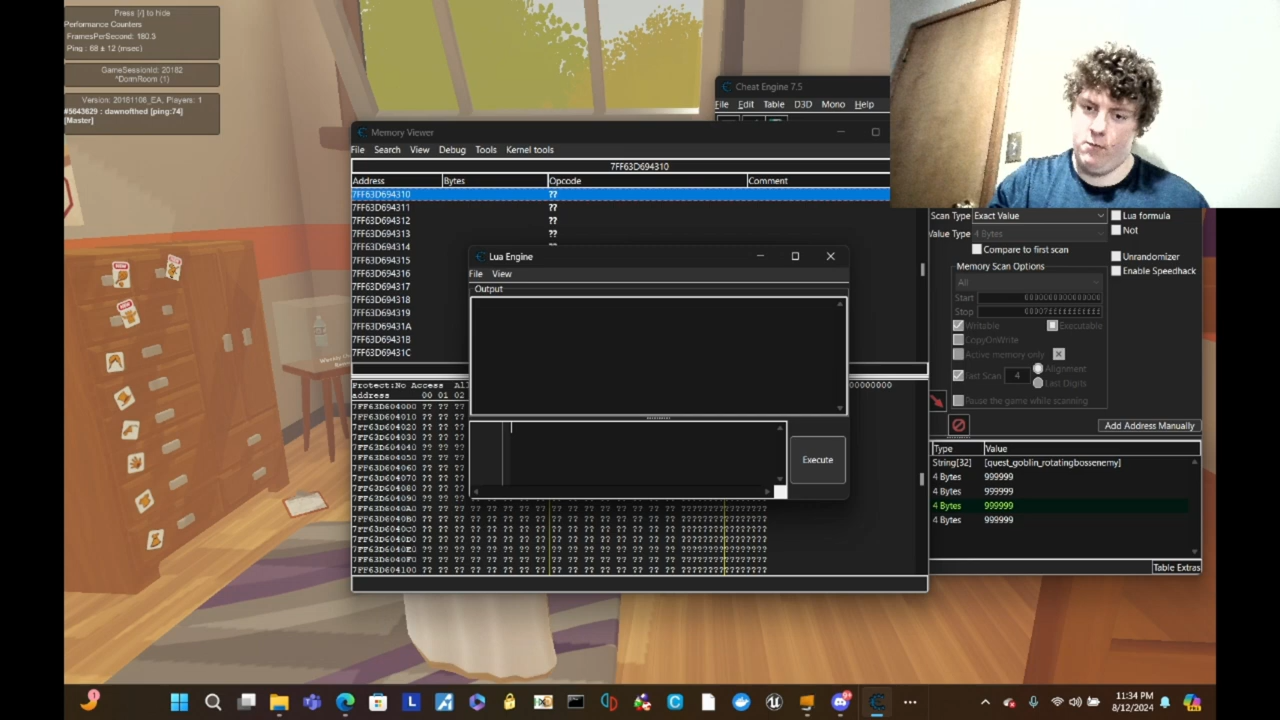 Press [/] to hide
Performance Counters
FramesPerSecond: 180.3
Ping : 68 ± 12 (msec)
GameSessionId: 20182
^DormRoom (1)
Version: 20181108_EA, Players: 1
#5643829 : dawnofthed [ping:74]
[Master]
Cheat Engine 7.5
File Edit Table D3D Mono Help
Memory Viewer
File Search View Debug Tools Kernel tools
7FF63D694310
Address Bytes Opcode Comment
7FF63D694310 ??
7FF63D694311 ??
7FF63D694312 ??
7FF63D694313 ??
7FF63D694314 ??
7FF63D694315
7FF63D694316
7FF63D694317
7FF63D694318
7FF63D694319
7FF63D69431A
7FF63D69431B
7FF63D69431C
Lua Engine
File View
Output
Execute
Protect:No Access
address 00 01 02
7FF63D604000 ?? ?? ??
7FF63D604010 ?? ?? ??
7FF63D604020 ?? ?? ??
7FF63D604030 ?? ?? ??
7FF63D604040 ?? ?? ??
7FF63D604050 ?? ?? ??
7FF63D604060 ?? ?? ??
7FF63D604070 ?? ?? ??
7FF63D604080 ?? ?? ??
7FF63D604090 ?? ?? ??
7FF63D6040A0 ?? ?? ?? ?? ?? ?? ?? ?? ?? ?? ?? ?? ?? ?? ?? ?? ????????????????
7FF63D6040B0 ?? ?? ?? ?? ?? ?? ?? ?? ?? ?? ?? ?? ?? ?? ?? ?? ????????????????
7FF63D6040C0 ?? ?? ?? ?? ?? ?? ?? ?? ?? ?? ?? ?? ?? ?? ?? ?? ????????????????
7FF63D6040D0 ?? ?? ?? ?? ?? ?? ?? ?? ?? ?? ?? ?? ?? ?? ?? ?? ????????????????
7FF63D6040E0 ?? ?? ?? ?? ?? ?? ?? ?? ?? ?? ?? ?? ?? ?? ?? ?? ????????????????
7FF63D6040F0 ?? ?? ?? ?? ?? ?? ?? ?? ?? ?? ?? ?? ?? ?? ?? ?? ????????????????
7FF63D604100 ?? ?? ?? ?? ?? ?? ?? ?? ?? ?? ?? ?? ?? ?? ?? ?? ????????????????
Scan Type Exact Value
Lua formula
Value Type 4 Bytes
Not
Compare to first scan
Memory Scan Options
Unrandomizer
Enable Speedhack
All
Start 0000000000000000
Stop 00007fffffffffff
Writable Executable
CopyOnWrite
Active memory only
Fast Scan 4 Alignment
Last Digits
Pause the game while scanning
Add Address Manually
Type Value
String[32] [quest_goblin_rotatingbossenemy]
4 Bytes 999999
4 Bytes 999999
4 Bytes 999999
4 Bytes 999999
Table Extras
11:34 PM
8/12/2024